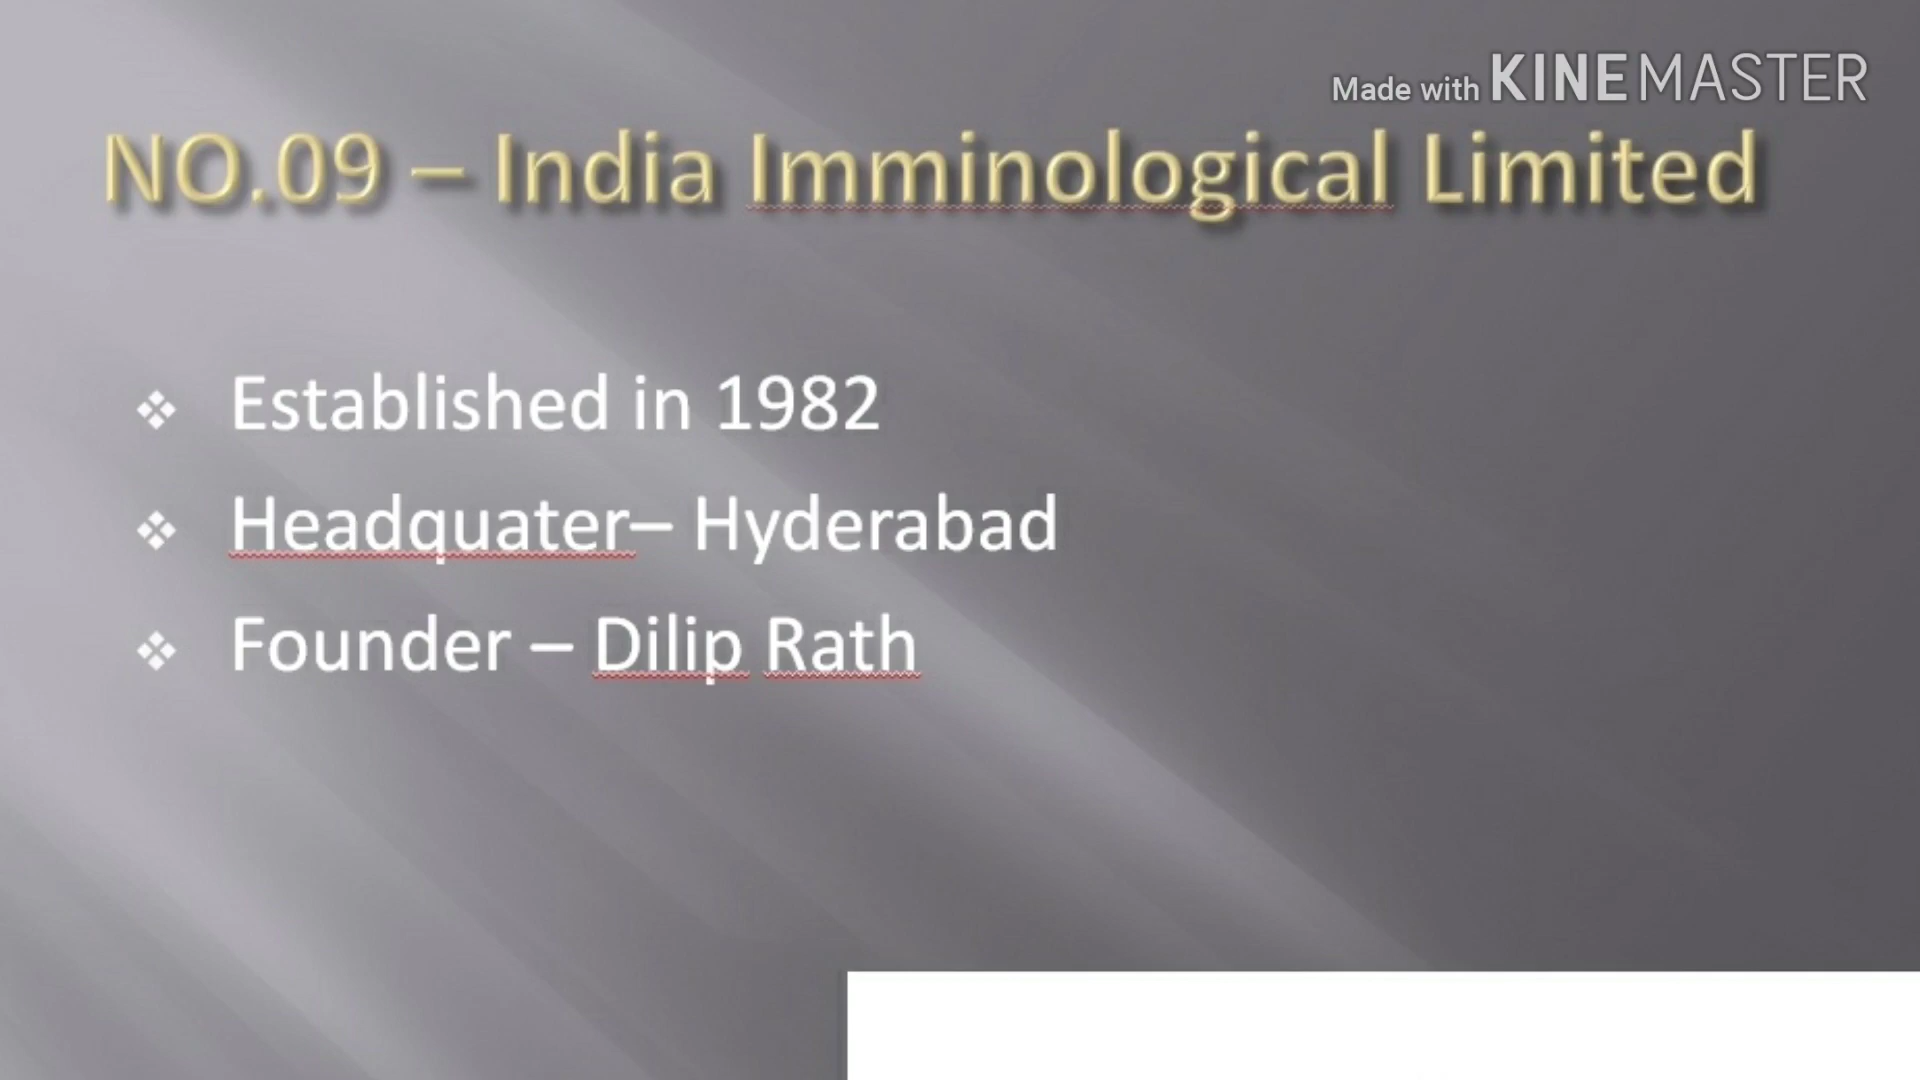 Made with KINEMASTER
NO.09 – India Imminological Limited
❖ Established in 1982
❖ Headquater– Hyderabad
❖ Founder – Dilip Rath